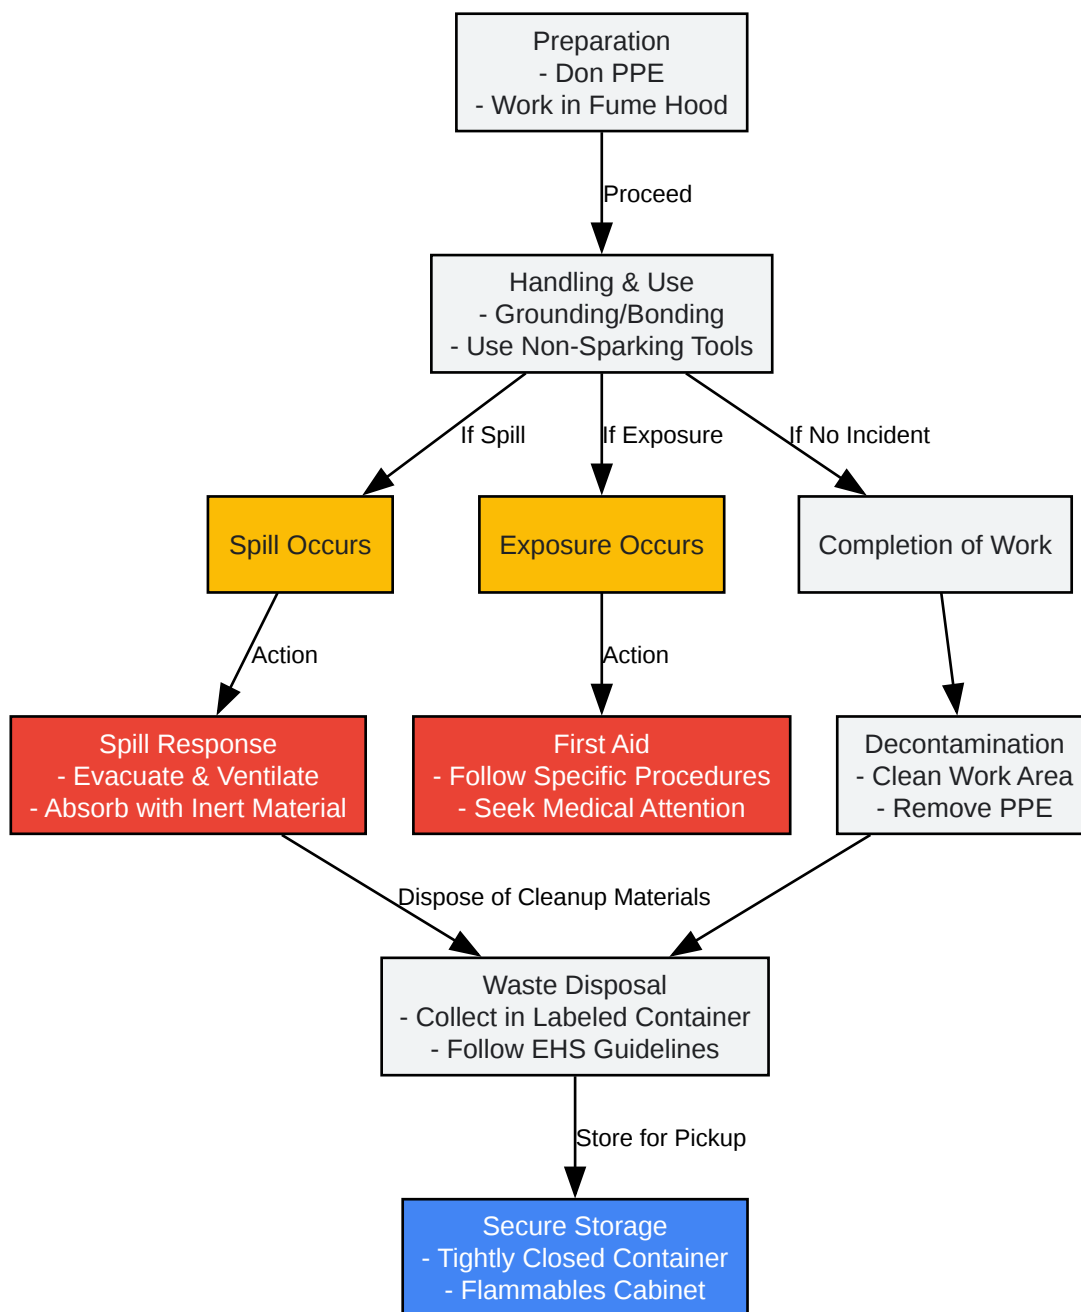 Preparation
- Don PPE
- Work in Fume Hood
Proceed
Handling & Use
- Grounding/Bonding
- Use Non-Sparking Tools
If Spill
If Exposure
If No Incident
Spill Occurs
Exposure Occurs
Completion of Work
Action
Action
Spill Response
- Evacuate & Ventilate
- Absorb with Inert Material
First Aid
- Follow Specific Procedures
- Seek Medical Attention
Decontamination
- Clean Work Area
- Remove PPE
Dispose of Cleanup Materials
Waste Disposal
- Collect in Labeled Container
- Follow EHS Guidelines
Store for Pickup
Secure Storage
- Tightly Closed Container
- Flammables Cabinet